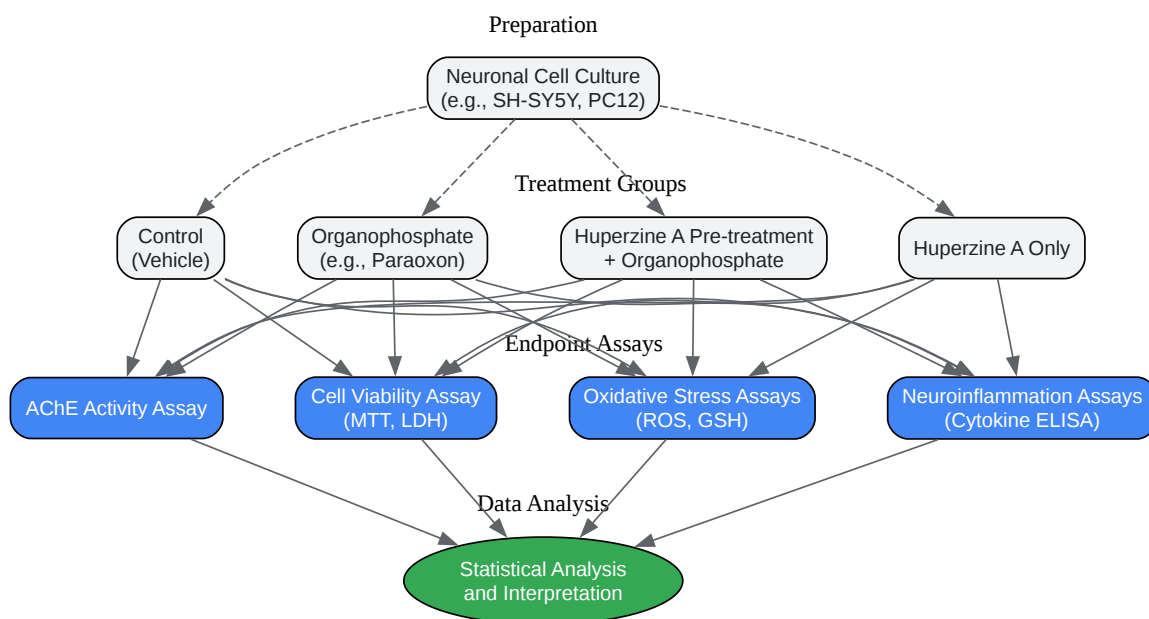 Preparation
Neuronal Cell Culture
(e.g., SH-SY5Y, PC12)
Treatment Groups
Control
(Vehicle)
Organophosphate
(e.g., Paraoxon)
Huperzine A Pre-treatment
+ Organophosphate
Huperzine A Only
Endpoint Assays
AChE Activity Assay
Cell Viability Assay
(MTT, LDH)
Oxidative Stress Assays
(ROS, GSH)
Neuroinflammation Assays
(Cytokine ELISA)
Data Analysis
Statistical Analysis
and Interpretation